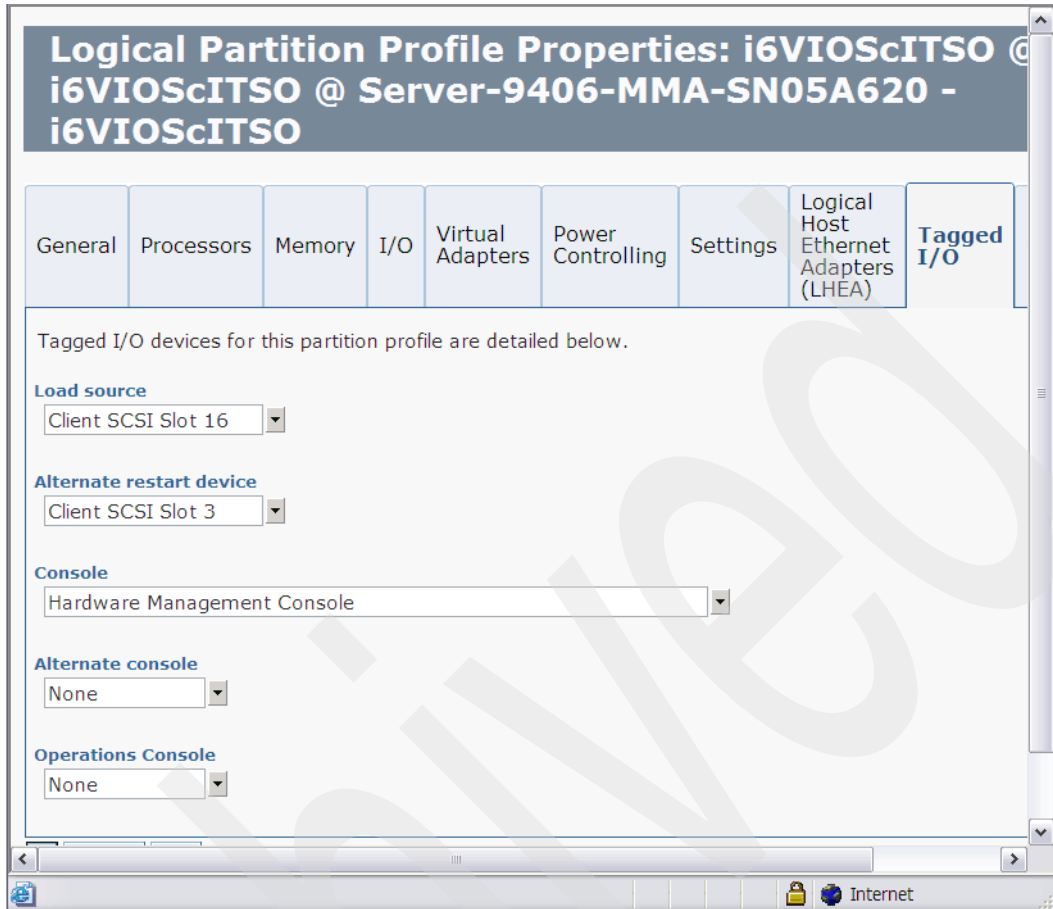 Logical Partition Profile Properties: i6VIOScITSO @
i6VIOScITSO @ Server-9406-MMA-SN05A620 -
i6VIOScITSO
General
Processors
Memory
I/O
Virtual
Adapters
Power
Controlling
Settings
Logical
Host
Ethernet
Adapters
(LHEA)
Tagged
I/O
Tagged I/O devices for this partition profile are detailed below.
Load source
Client SCSI Slot 16
Alternate restart device
Client SCSI Slot 3
Console
Hardware Management Console
Alternate console
None
Operations Console
None
Internet